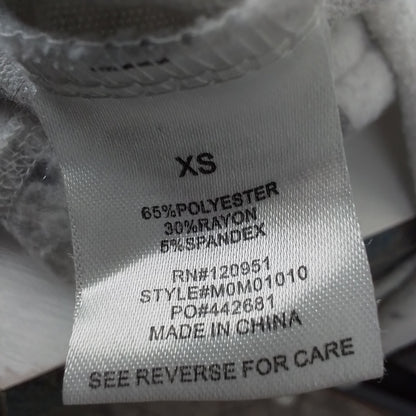 XS
65%POLYESTER
30%RAYON
5%SPANDEX
RN#120951
STYLE#M0M01010
PO#442681
MADE IN CHINA
SEE REVERSE FOR CARE